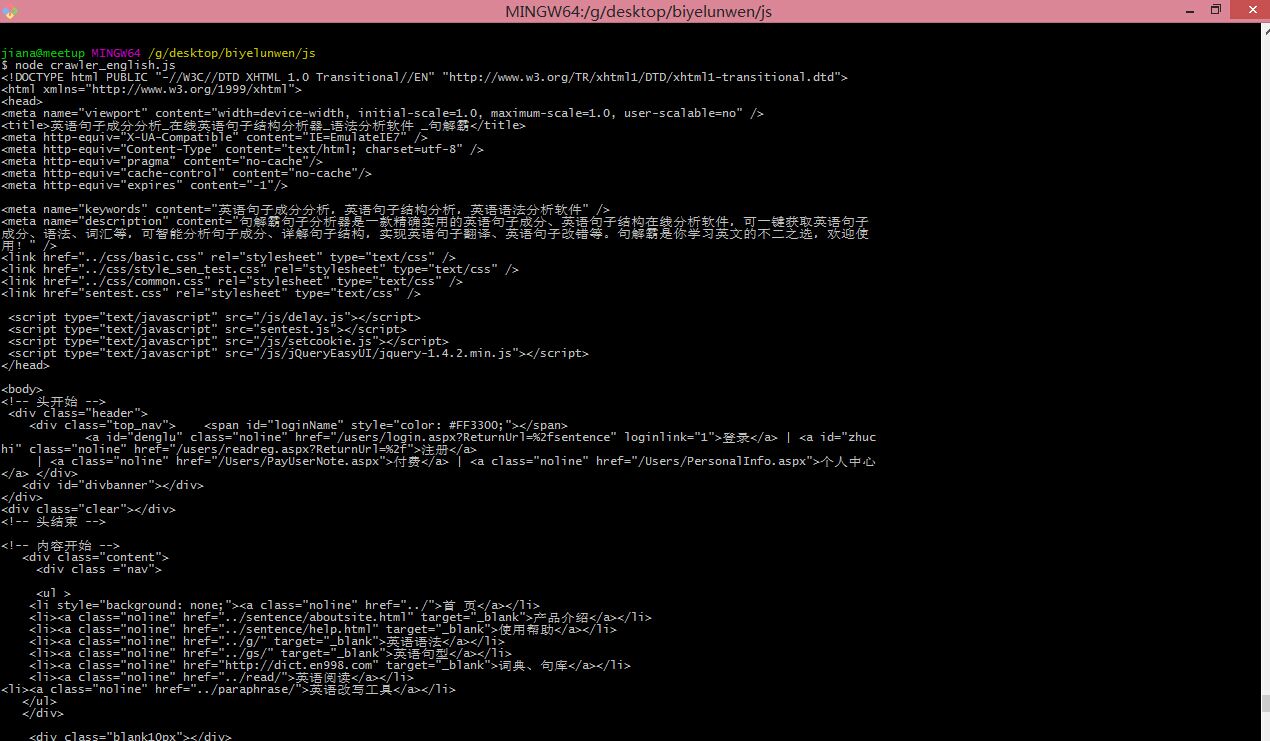 MINGW64:/g/desktop/biyelunwen/js
jiana@meetup MINGW64 /g/desktop/biyelunwen/js
$ node crawler_english.js
<!DOCTYPE html PUBLIC "-//W3C//DTD XHTML 1.0 Transitional//EN" "http://www.w3.org/TR/xhtml1/DTD/xhtml1-transitional.dtd">
<html xmlns="http://www.w3.org/1999/xhtml">
<head>
<meta name="viewport" content="width=device-width, initial-scale=1.0, maximum-scale=1.0, user-scalable=no" />
<title>英语句子成分分析_在线英语句子结构分析器_语法分析软件 _句解霸</title>
<meta http-equiv="X-UA-Compatible" content="IE=EmulateIE7" />
<meta http-equiv="Content-Type" content="text/html; charset=utf-8" />
<meta http-equiv="pragma" content="no-cache"/>
<meta http-equiv="cache-control" content="no-cache"/>
<meta http-equiv="expires" content="-1"/>
<meta name="keywords" content="英语句子成分分析, 英语句子结构分析, 英语语法分析软件" />
<meta name="description" content="句解霸句子分析器是一款精确实用的英语句子成分、英语句子结构在线分析软件, 可一键获取英语句子
成分、语法、词汇等, 可智能分析句子成分、详解句子结构, 实现英语句子翻译、英语句子改错等。句解霸是你学习英文的不二之选, 欢迎使
用！" />
<link href="../css/basic.css" rel="stylesheet" type="text/css" />
<link href="../css/style_sen_test.css" rel="stylesheet" type="text/css" />
<link href="../css/common.css" rel="stylesheet" type="text/css" />
<link href="sentest.css" rel="stylesheet" type="text/css" />
<script type="text/javascript" src="/js/delay.js"></script>
<script type="text/javascript" src="sentest.js"></script>
<script type="text/javascript" src="/js/setcookie.js"></script>
<script type="text/javascript" src="/js/jQueryEasyUI/jquery-1.4.2.min.js"></script>
</head>
<body>
<!-- 头开始 -->
<div class="header">
<div class="top_nav">    <span id="loginName" style="color: #FF3300;"></span>
<a id="denglu" class="noline" href="/users/login.aspx?ReturnUrl=%2fsentence" loginlink="1">登录</a> | <a id="zhuc
hi" class="noline" href="/users/readreg.aspx?ReturnUrl=%2f">注册</a>
| <a class="noline" href="/Users/PayUserNote.aspx">付费</a> | <a class="noline" href="/Users/PersonalInfo.aspx">个人中心
</a> </div>
<div id="divbanner"></div>
</div>
<div class="clear"></div>
<!-- 头结束 -->
<!-- 内容开始 -->
<div class="content">
<div class ="nav">
<ul >
<li style="background: none;"><a class="noline" href="../">首 页</a></li>
<li><a class="noline" href="../sentence/aboutsite.html" target="_blank">产品介绍</a></li>
<li><a class="noline" href="../sentence/help.html" target="_blank">使用帮助</a></li>
<li><a class="noline" href="../g/" target="_blank">英语语法</a></li>
<li><a class="noline" href="../gs/" target="_blank">英语句型</a></li>
<li><a class="noline" href="http://dict.en998.com" target="_blank">词典、句库</a></li>
<li><a class="noline" href="../read/">英语阅读</a></li>
<li><a class="noline" href="../paraphrase/">英语改写工具</a></li>
</ul>
</div>
<div class="blank10px"></div>